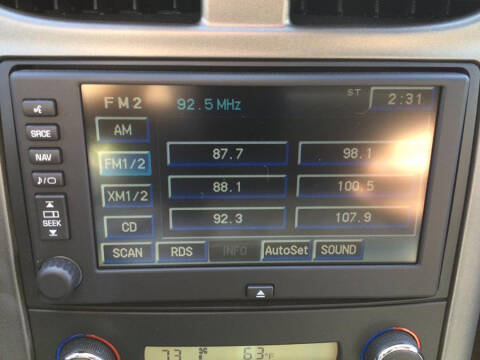 FM2 92.5 MHz ST 2:31
AM
SRCE
FM1/2
NAV
XM1/2
CD
SEEK
87.7 98.1
88.1 100.5
92.3 107.9
SCAN RDS INFO AutoSet SOUND
73 63°F